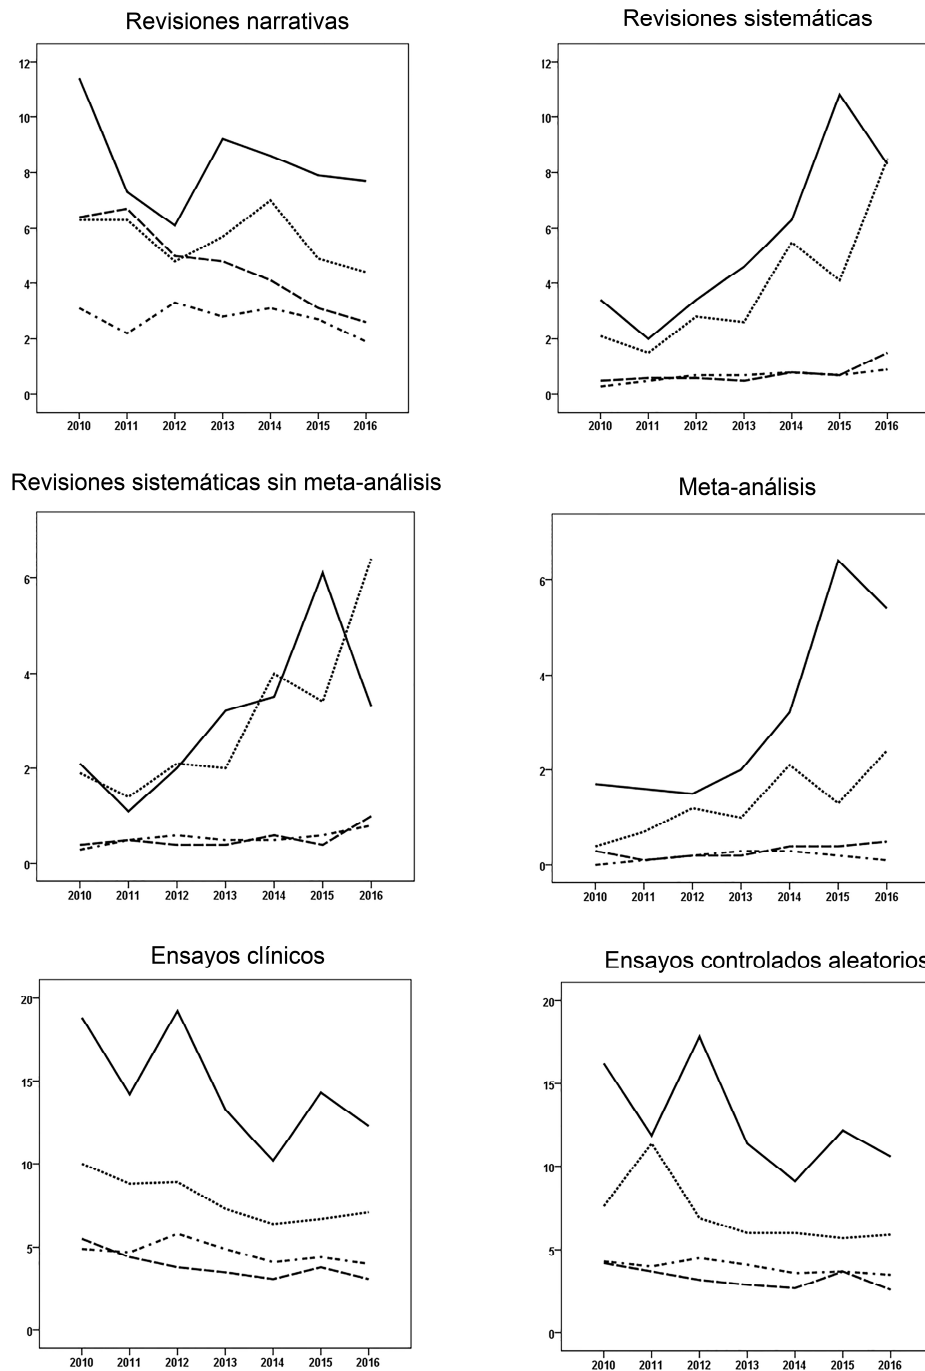 Revisiones narrativas
12
10
8
6
4
2
0
2010 2011 2012 2013 2014 2015 2016
Revisiones sistemáticas
12
10
8
6
4
2
0
2010 2011 2012 2013 2014 2015 2016
Revisiones sistemáticas sin meta-análisis
6
4
2
0
2010 2011 2012 2013 2014 2015 2016
Meta-análisis
6
4
2
0
2010 2011 2012 2013 2014 2015 2016
Ensayos clínicos
20
15
10
5
0
2010 2011 2012 2013 2014 2015 2016
Ensayos controlados aleatorios
20
15
10
5
0
2010 2011 2012 2013 2014 2015 2016